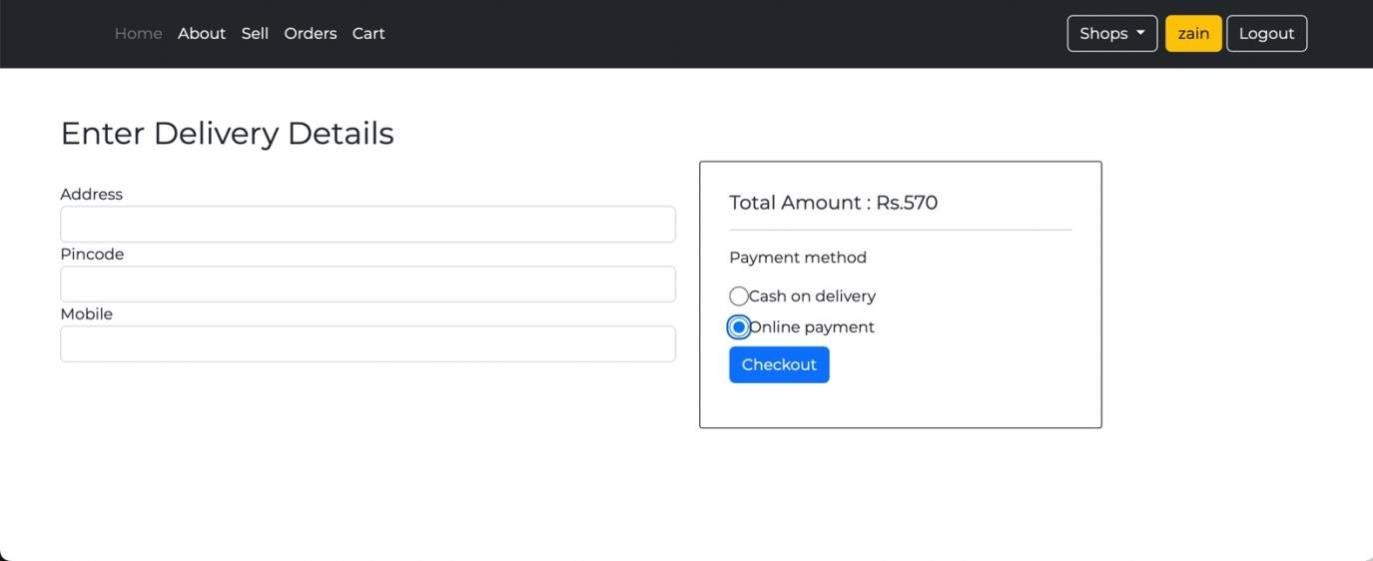 Home About Sell Orders Cart Shops zain Logout
Enter Delivery Details
Address
Pincode
Mobile
Total Amount : Rs.570
Payment method
Cash on delivery
Online payment
Checkout